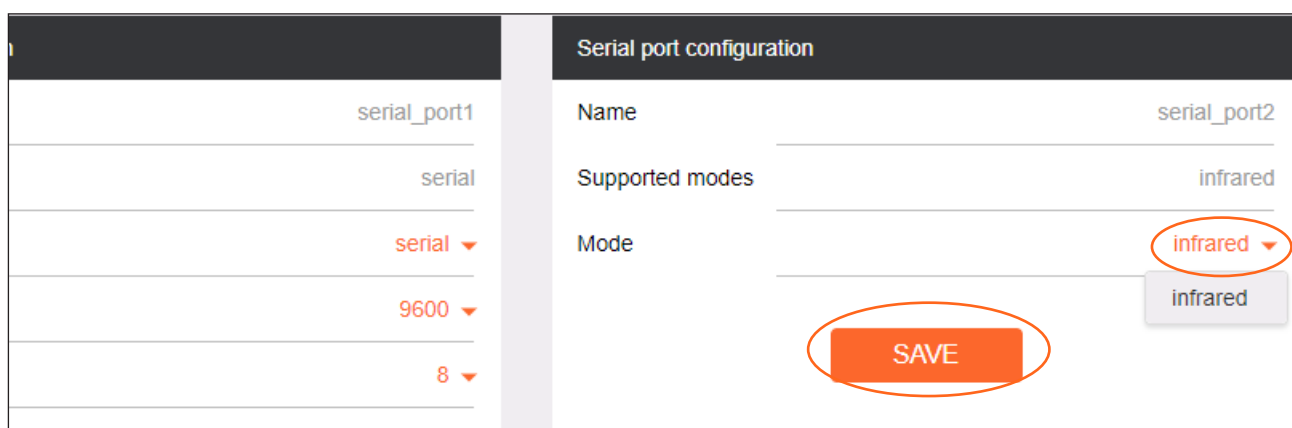 n
serial_port1
serial
serial
9600
8
Serial port configuration
Name serial_port2
Supported modes infrared
Mode infrared
infrared
SAVE